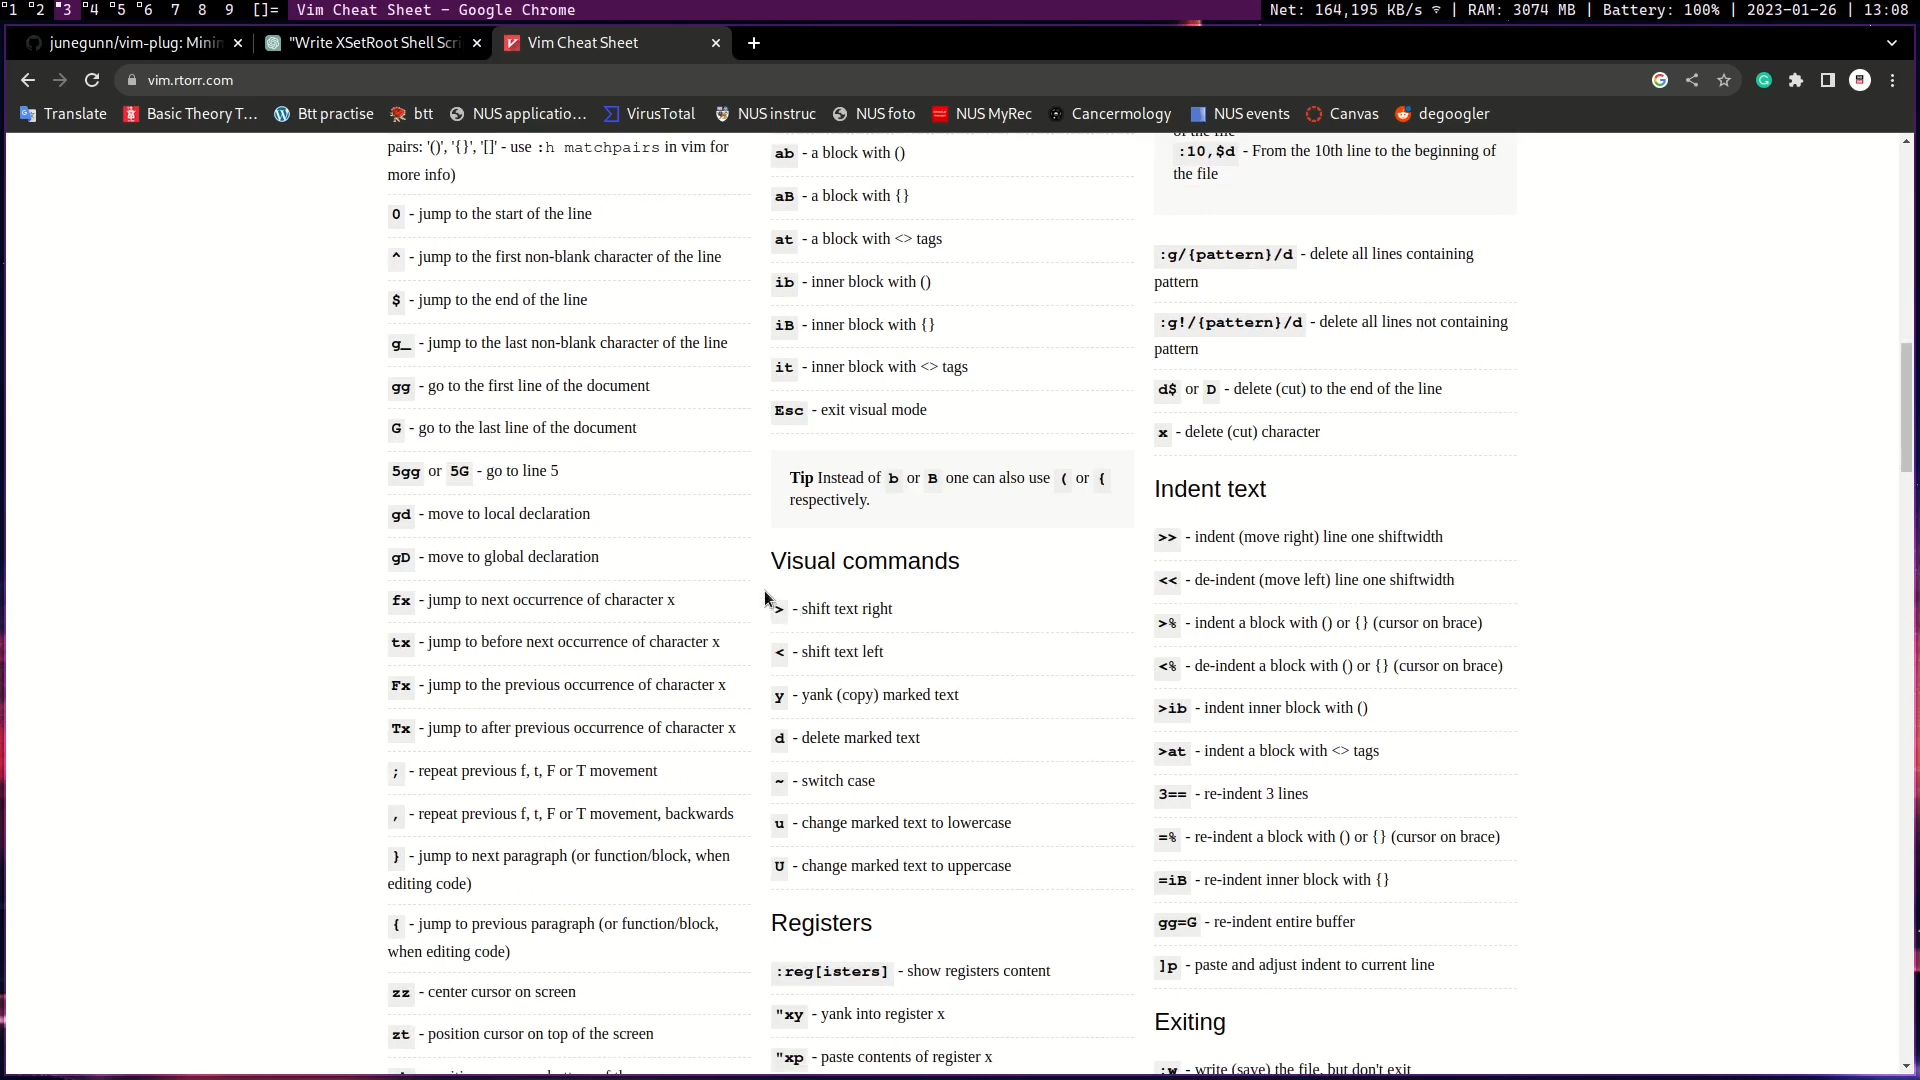 1 2 3 4 5 6 7 8 9 []= Vim Cheat Sheet - Google Chrome Net: 164,195 KB/s | RAM: 3074 MB | Battery: 100% | 2023-01-26 | 13:08
junegunn/vim-plug: Minin "Write XSetRoot Shell Scri Vim Cheat Sheet
vim.rtorr.com
Translate Basic Theory T... Btt practise btt NUS applicatio... VirusTotal NUS instruc NUS foto NUS MyRec Cancermology NUS events Canvas degoogler
pairs: '()', '{}', '[]' - use :h matchpairs in vim for
more info)
0 - jump to the start of the line
^ - jump to the first non-blank character of the line
$ - jump to the end of the line
g_ - jump to the last non-blank character of the line
gg - go to the first line of the document
G - go to the last line of the document
5gg or 5G - go to line 5
gd - move to local declaration
gD - move to global declaration
fx - jump to next occurrence of character x
tx - jump to before next occurrence of character x
Fx - jump to the previous occurrence of character x
Tx - jump to after previous occurrence of character x
; - repeat previous f, t, F or T movement
, - repeat previous f, t, F or T movement, backwards
} - jump to next paragraph (or function/block, when
editing code)
{ - jump to previous paragraph (or function/block,
when editing code)
zz - center cursor on screen
zt - position cursor on top of the screen
ab - a block with ()
aB - a block with {}
at - a block with <> tags
ib - inner block with ()
iB - inner block with {}
it - inner block with <> tags
Esc - exit visual mode
Tip Instead of b or B one can also use ( or {
respectively.
Visual commands
> - shift text right
< - shift text left
y - yank (copy) marked text
d - delete marked text
~ - switch case
u - change marked text to lowercase
U - change marked text to uppercase
Registers
:reg[isters] - show registers content
"xy - yank into register x
"xp - paste contents of register x
of the file
:10,$d - From the 10th line to the beginning of
the file
:g/{pattern}/d - delete all lines containing
pattern
:g!/{pattern}/d - delete all lines not containing
pattern
d$ or D - delete (cut) to the end of the line
x - delete (cut) character
Indent text
>> - indent (move right) line one shiftwidth
<< - de-indent (move left) line one shiftwidth
>% - indent a block with () or {} (cursor on brace)
<% - de-indent a block with () or {} (cursor on brace)
>ib - indent inner block with ()
>at - indent a block with <> tags
3== - re-indent 3 lines
=% - re-indent a block with () or {} (cursor on brace)
=iB - re-indent inner block with {}
gg=G - re-indent entire buffer
]p - paste and adjust indent to current line
Exiting
:w - write (save) the file, but don't exit